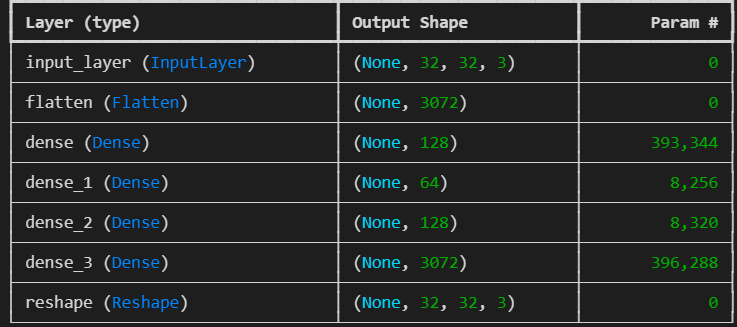 Layer (type) Output Shape Param #
input_layer (InputLayer) (None, 32, 32, 3) 0
flatten (Flatten) (None, 3072) 0
dense (Dense) (None, 128) 393,344
dense_1 (Dense) (None, 64) 8,256
dense_2 (Dense) (None, 128) 8,320
dense_3 (Dense) (None, 3072) 396,288
reshape (Reshape) (None, 32, 32, 3) 0